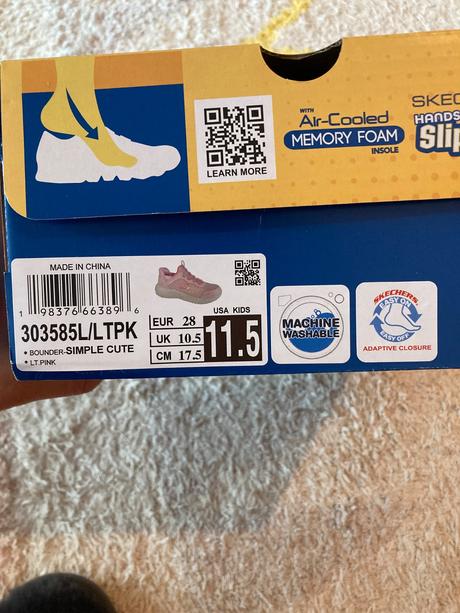 WITH
Air-Cooled
MEMORY FOAM
INSOLE
LEARN MORE
HANDS
MADE IN CHINA
1 98376 66389 6
303585L/LTPK
• BOUNDER-SIMPLE CUTE
• LT.PINK
USA KIDS
EUR 28
UK 10.5
CM 17.5
11.5
MACHINE
WASHABLE
SKECHERS
EASY ON
EASY OFF
ADAPTIVE CLOSURE